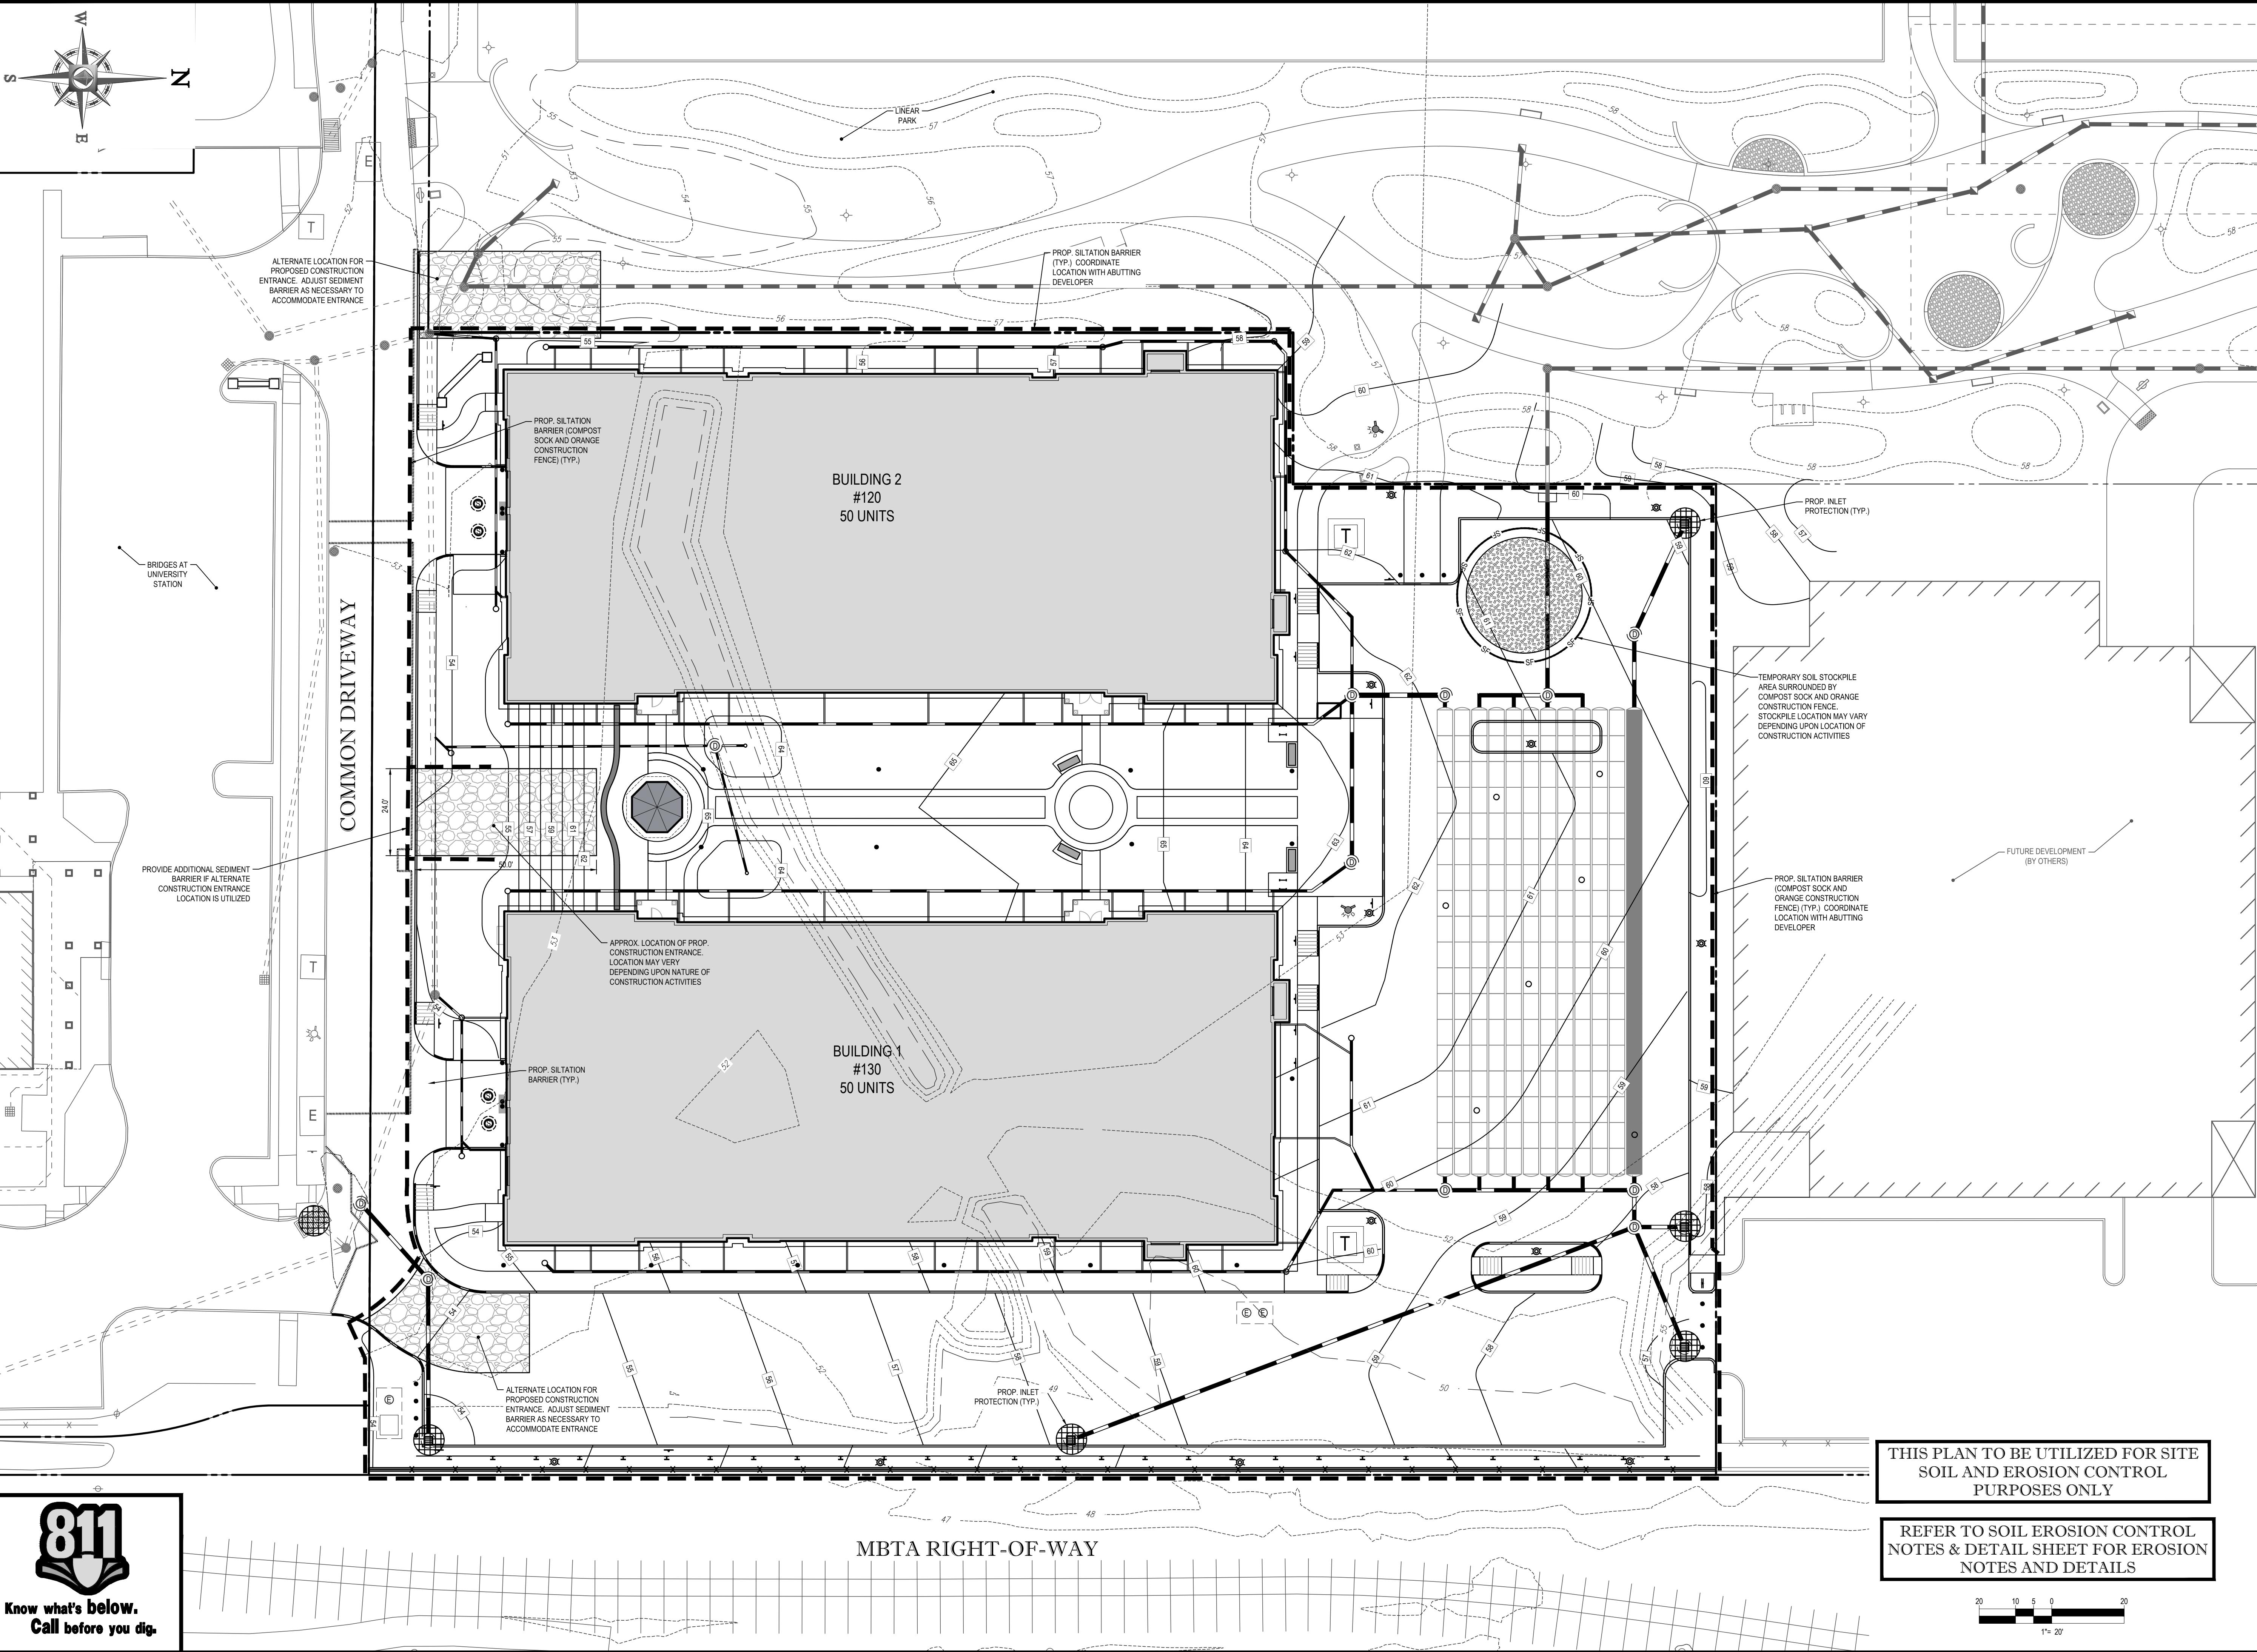 W
N
S
E
LINEAR
PARK
ALTERNATE LOCATION FOR
PROPOSED CONSTRUCTION
ENTRANCE. ADJUST SEDIMENT
BARRIER AS NECESSARY TO
ACCOMMODATE ENTRANCE
PROP. SILTATION BARRIER
(TYP.) COORDINATE
LOCATION WITH ABUTTING
DEVELOPER
PROP. SILTATION
BARRIER (COMPOST
SOCK AND ORANGE
CONSTRUCTION
FENCE) (TYP.)
BUILDING 2
#120
50 UNITS
PROP. INLET
PROTECTION (TYP.)
BRIDGES AT
UNIVERSITY
STATION
COMMON DRIVEWAY
TEMPORARY SOIL STOCKPILE
AREA SURROUNDED BY
COMPOST SOCK AND ORANGE
CONSTRUCTION FENCE.
STOCKPILE LOCATION MAY VARY
DEPENDING UPON LOCATION OF
CONSTRUCTION ACTIVITIES
24.0'
50.0'
PROVIDE ADDITIONAL SEDIMENT
BARRIER IF ALTERNATE
CONSTRUCTION ENTRANCE
LOCATION IS UTILIZED
FUTURE DEVELOPMENT
(BY OTHERS)
PROP. SILTATION BARRIER
(COMPOST SOCK AND
ORANGE CONSTRUCTION
FENCE) (TYP.) COORDINATE
LOCATION WITH ABUTTING
DEVELOPER
APPROX. LOCATION OF PROP.
CONSTRUCTION ENTRANCE.
LOCATION MAY VERY
DEPENDING UPON NATURE OF
CONSTRUCTION ACTIVITIES
BUILDING 1
#130
50 UNITS
PROP. SILTATION
BARRIER (TYP.)
ALTERNATE LOCATION FOR
PROPOSED CONSTRUCTION
ENTRANCE. ADJUST SEDIMENT
BARRIER AS NECESSARY TO
ACCOMMODATE ENTRANCE
PROP. INLET
PROTECTION (TYP.)
MBTA RIGHT-OF-WAY
811
Know what's below.
Call before you dig.
THIS PLAN TO BE UTILIZED FOR SITE
SOIL AND EROSION CONTROL
PURPOSES ONLY
REFER TO SOIL EROSION CONTROL
NOTES & DETAIL SHEET FOR EROSION
NOTES AND DETAILS
20 10 5 0 20
1"= 20'